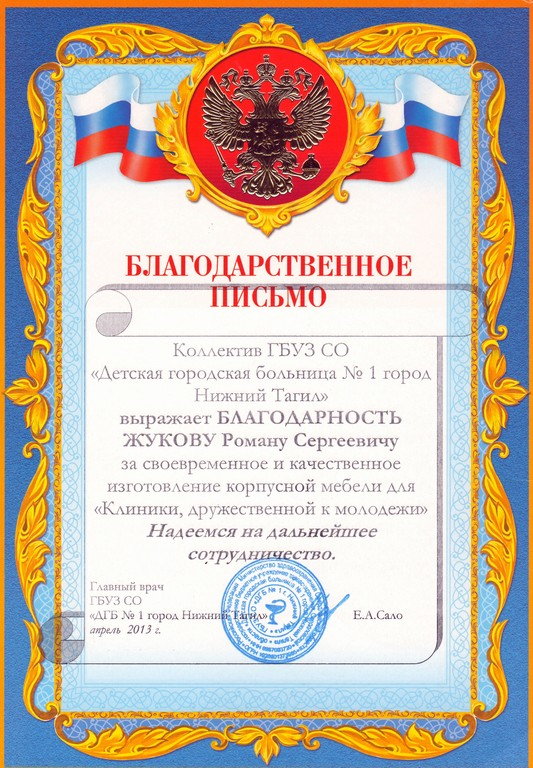 БЛАГОДАРСТВЕННОЕ
ПИСЬМО
Коллектив ГБУЗ СО
«Детская городская больница № 1 город
Нижний Тагил»
выражает БЛАГОДАРНОСТЬ
ЖУКОВУ Роману Сергеевичу
за своевременное и качественное
изготовление корпусной мебели для
«Клиники, дружественной к молодежи»
Надеемся на дальнейшее
сотрудничество.
Главный врач
ГБУЗ СО
«ДГБ № 1 город Нижний Тагил»
Е.А.Сало
апрель 2013 г.